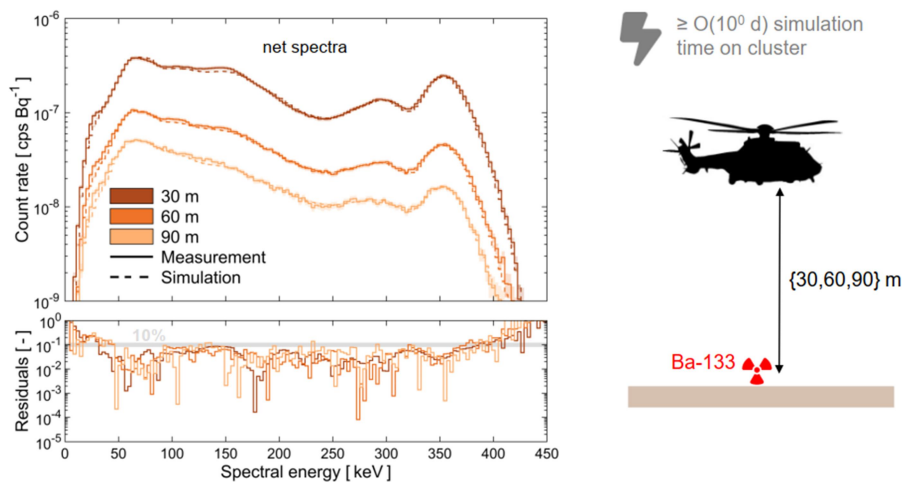 net spectra
Count rate [ cps Bq⁻¹ ]
10⁻⁶
10⁻⁷
10⁻⁸
10⁻⁹
30 m
60 m
90 m
Measurement
Simulation
Residuals [ - ]
10⁰
10⁻¹
10⁻²
10⁻³
10⁻⁴
10⁻⁵
10%
0 50 100 150 200 250 300 350 400 450
Spectral energy [ keV ]
≥ O(10⁰ d) simulation
time on cluster
{30,60,90} m
Ba-133